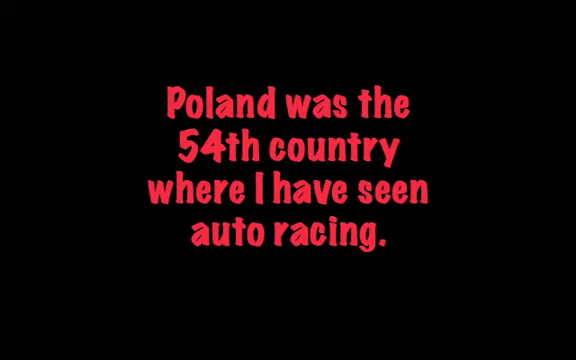 Poland was the
54th country
where I have seen
auto racing.